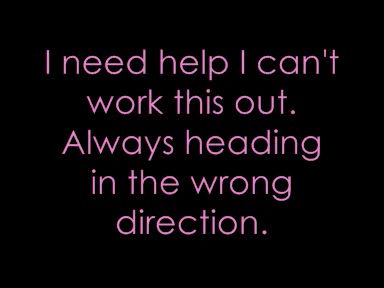 I need help I can't
work this out.
Always heading
in the wrong
direction.